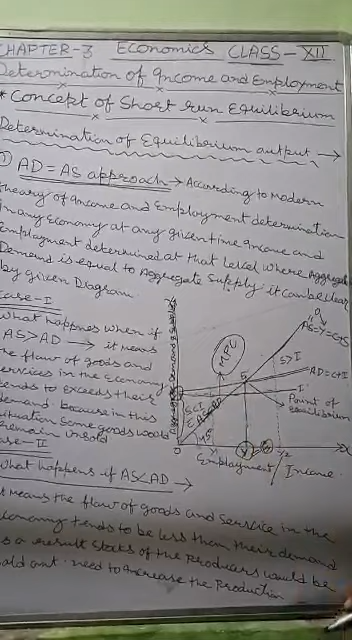 CHAPTER-3 Economics CLASS-XII
Determination of Income and Employment
* Concept of Short run Equilibrium
Determination of Equilibrium output →
① AD = AS approach → According to Modern
theory of Income and Employment determination
In any Economy at any given time Income and
Employment determined at that Level where Aggregate
Demand is equal to Aggregate Supply it can be clear
by given Diagram.
Case-I
What happnes when if
AS>AD → it means
the flow of goods and
services in the Economy
tends to exceeds their
demand because in this
situation some goods would
remain unsold
Case-II
What happens if AS<AD →
It means the flow of goods and service in the
economy tends to be less them their demand
As a result stocks of the Producers would be
sold out. need to increase the Production
Aggregate demand & supply
MPC
AS=Y=C+S
S>I
AD=C+I
I
Point of
equilibrium
E
S<I
45°
O
Y
Y2
X
Employment / Income